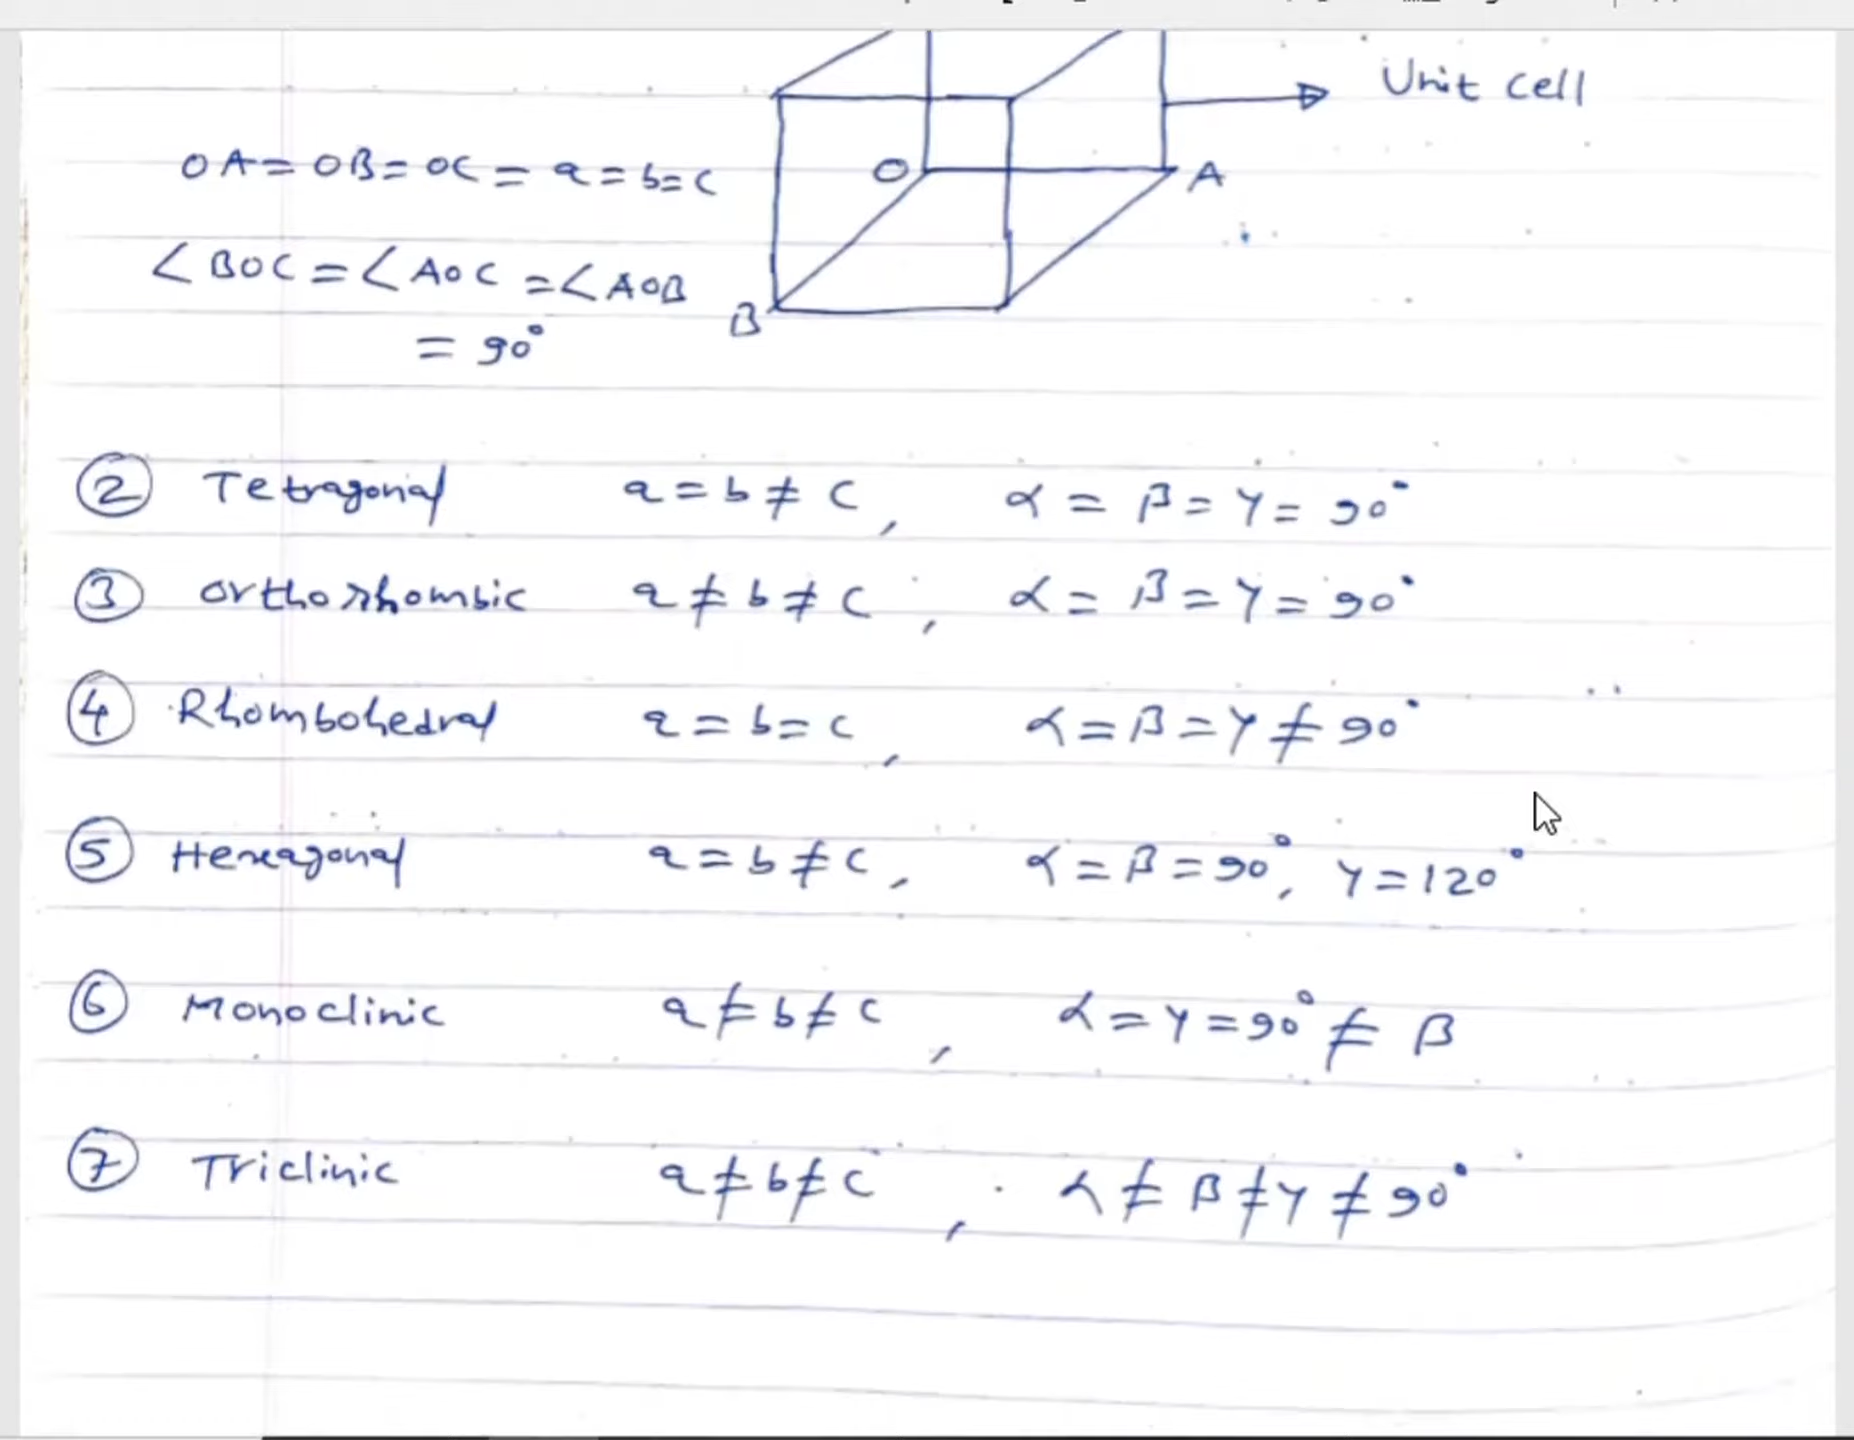 Unit cell
OA = OB = OC = a = b = c
O A
∠BOC = ∠AOC = ∠AOB
B
= 90°
② Tetragonal a = b ≠ c, α = β = γ = 90°
③ Orthorhombic a ≠ b ≠ c, α = β = γ = 90°
④ Rhombohedral a = b = c, α = β = γ ≠ 90°
⑤ Hexagonal a = b ≠ c, α = β = 90°, γ = 120°
⑥ Monoclinic a ≠ b ≠ c, α = γ = 90° ≠ β
⑦ Triclinic a ≠ b ≠ c, α ≠ β ≠ γ ≠ 90°